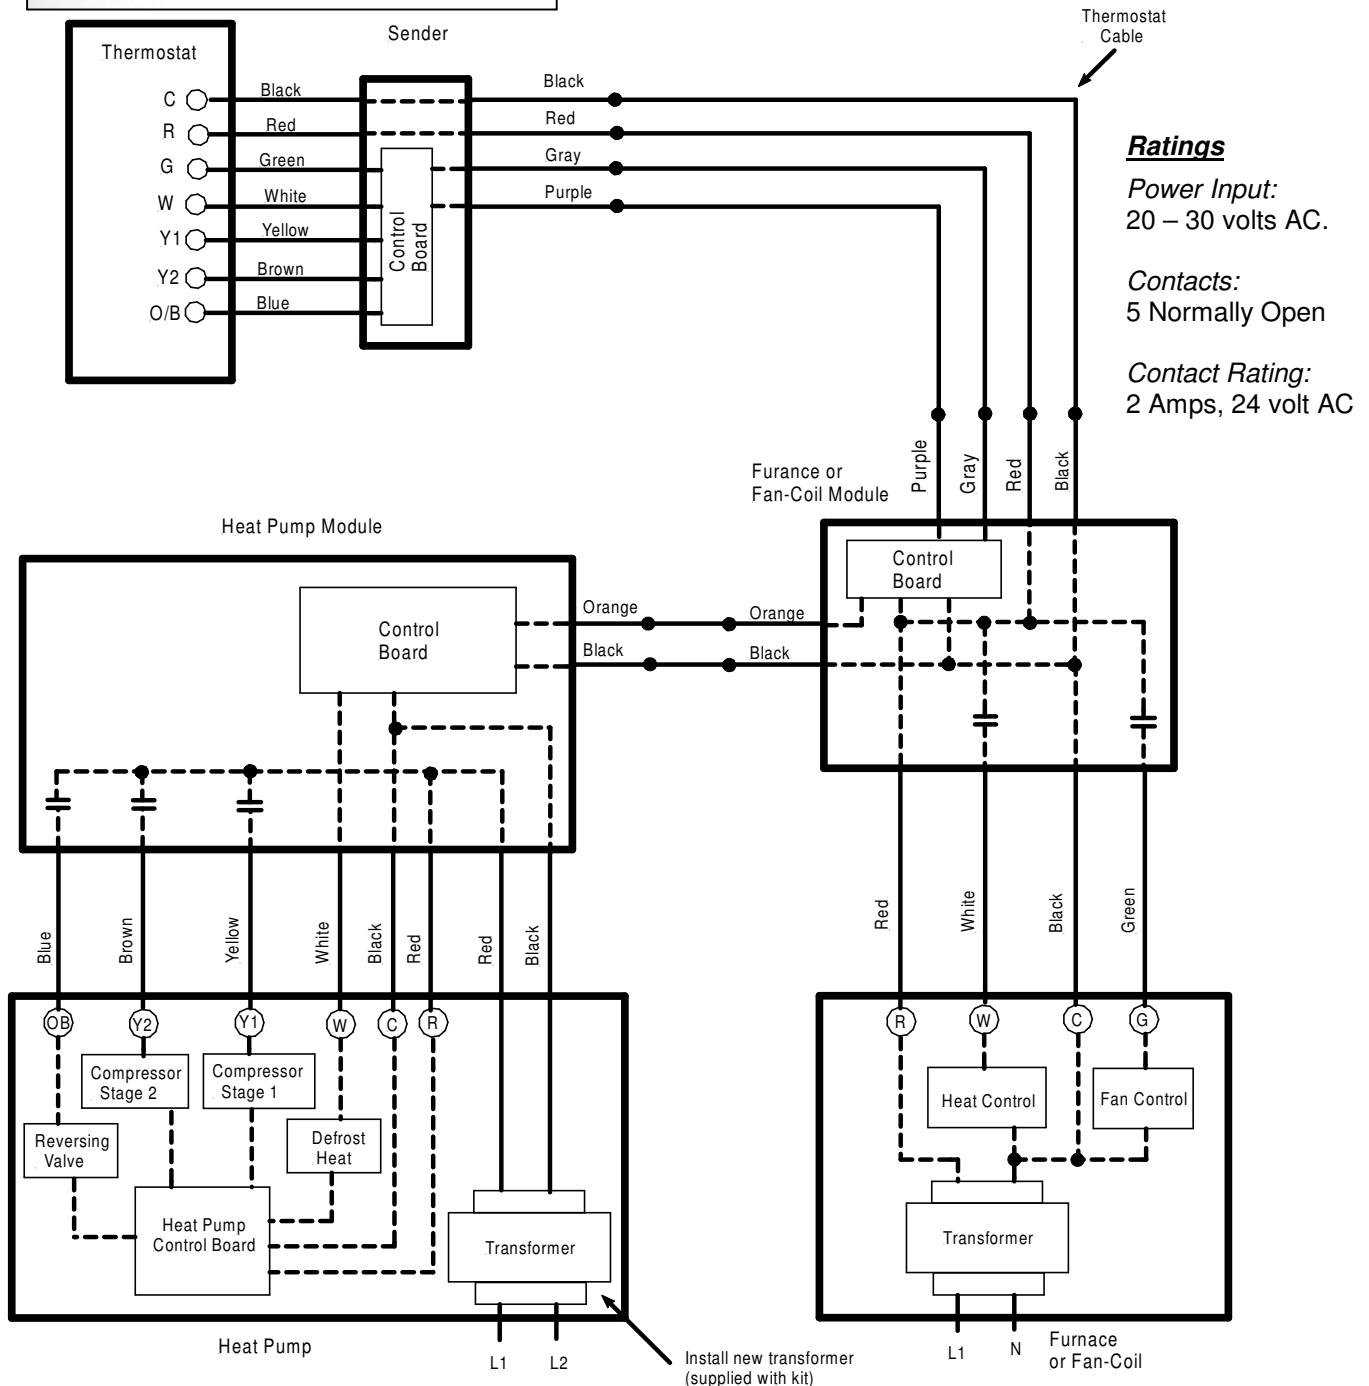 Thermostat
Sender
Thermostat
Cable
C
Black
Black
R
Red
Red
G
Green
Gray
W
White
Purple
Y1
Yellow
Y2
Brown
O/B
Blue
Control
Board
Ratings
Power Input:
20 – 30 volts AC.
Contacts:
5 Normally Open
Contact Rating:
2 Amps, 24 volt AC
Purple
Gray
Red
Black
Furance or
Fan-Coil Module
Control
Board
Heat Pump Module
Control
Board
Orange
Orange
Black
Black
Blue
Brown
Yellow
White
Black
Red
Red
Black
Red
White
Black
Green
OB
Y2
Y1
W
C
R
Compressor
Stage 2
Compressor
Stage 1
Reversing
Valve
Defrost
Heat
Heat Pump
Control Board
Transformer
Heat Pump
L1
L2
Install new transformer
(supplied with kit)
R
W
C
G
Heat Control
Fan Control
Transformer
L1
N
Furnace
or Fan-Coil